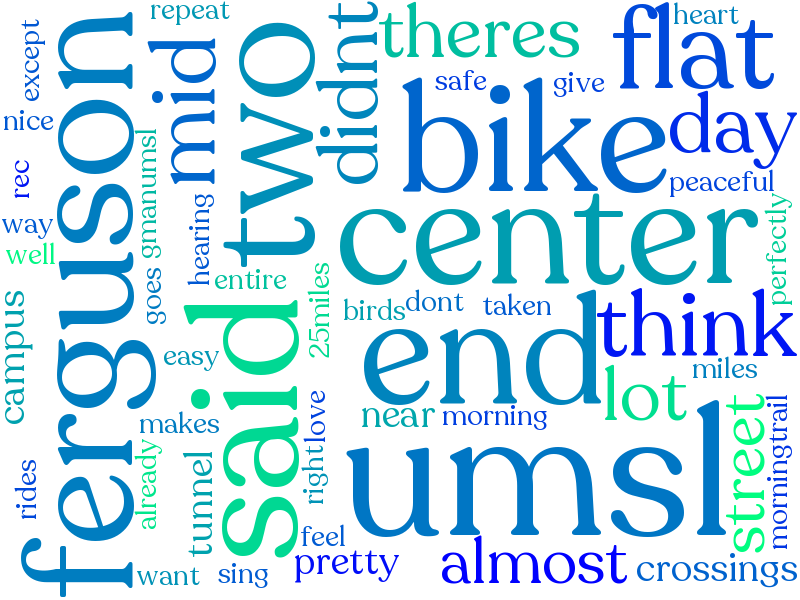 repeat
heart
theres
flat
except
safe
give
bike
day
nice
mid
didnt
two
ferguson
gmanumsl
rec
peaceful
hearing
way
center
perfectly
well
goes
entire
25miles
birds
dont
taken
think
campus
said
end
easy
miles
lot
near
morning
love
makes
street
morningtrail
right
already
tunnel
umsl
rides
feel
pretty
almost
crossings
want
sing